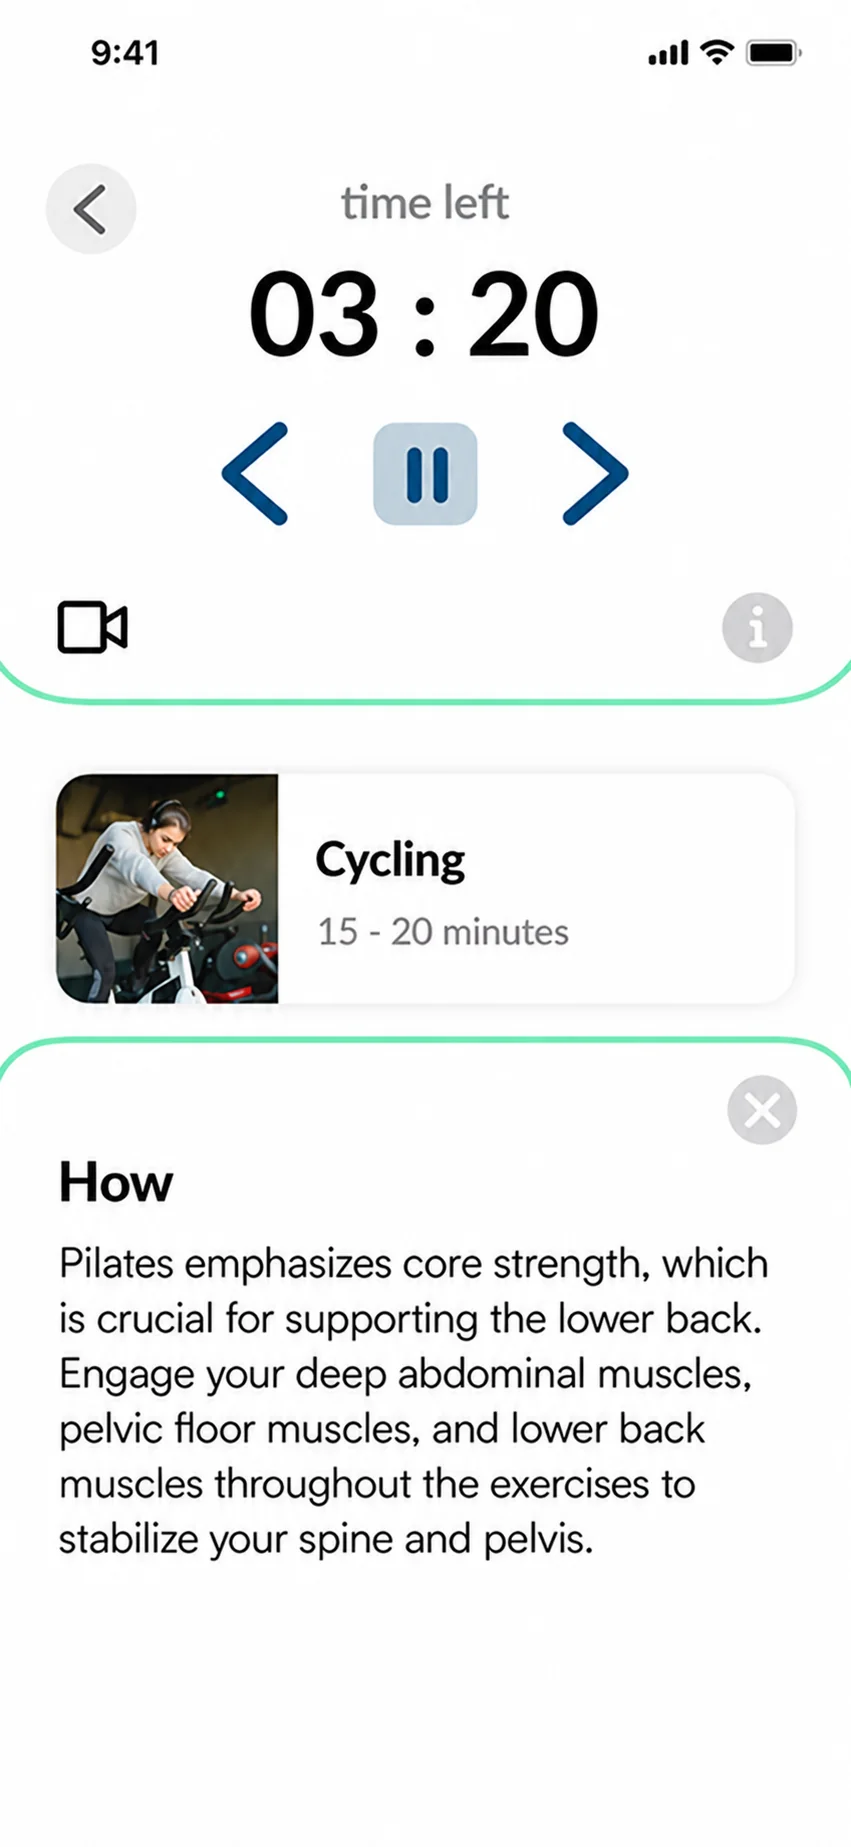 9:41
time left
03 : 20
Cycling
15 - 20 minutes
How
Pilates emphasizes core strength, which
is crucial for supporting the lower back.
Engage your deep abdominal muscles,
pelvic floor muscles, and lower back
muscles throughout the exercises to
stabilize your spine and pelvis.